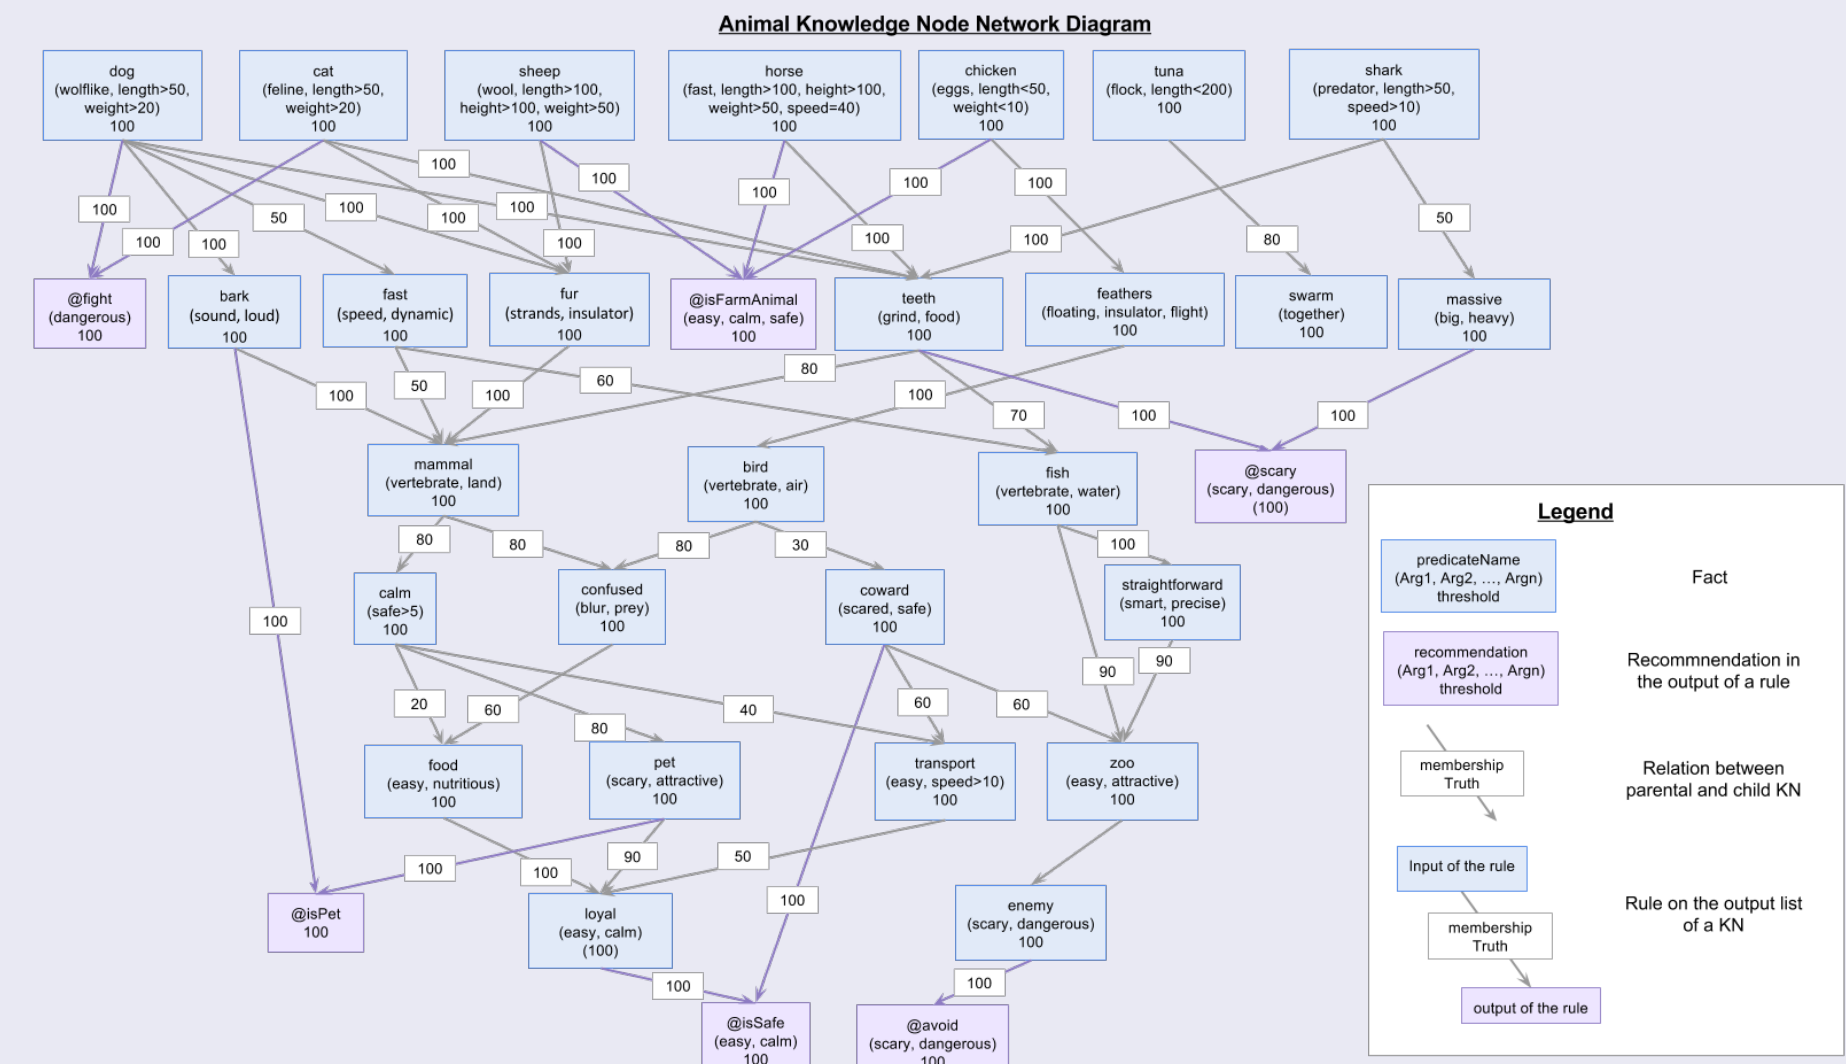 Animal Knowledge Node Network Diagram
dog
(wolflike, length>50,
weight>20)
100
cat
(feline, length>50,
weight>20)
100
sheep
(wool, length>100,
height>100, weight>50)
100
horse
(fast, length>100, height>100,
weight>50, speed=40)
100
chicken
(eggs, length<50,
weight<10)
100
tuna
(flock, length<200)
100
shark
(predator, length>50,
speed>10)
100
100
100
100
100
100
100
50
100
100
100
100
100
100
100
100
100
80
50
@fight
(dangerous)
100
bark
(sound, loud)
100
fast
(speed, dynamic)
100
fur
(strands, insulator)
100
@isFarmAnimal
(easy, calm, safe)
100
teeth
(grind, food)
100
feathers
(floating, insulator, flight)
100
swarm
(together)
100
massive
(big, heavy)
100
100
50
100
60
80
100
70
100
100
mammal
(vertebrate, land)
100
bird
(vertebrate, air)
100
fish
(vertebrate, water)
100
@scary
(scary, dangerous)
(100)
80
80
80
30
100
calm
(safe>5)
100
confused
(blur, prey)
100
coward
(scared, safe)
100
straightforward
(smart, precise)
100
100
20
60
80
40
60
60
90
90
food
(easy, nutritious)
100
pet
(scary, attractive)
100
transport
(easy, speed>10)
100
zoo
(easy, attractive)
100
100
100
90
50
100
@isPet
100
loyal
(easy, calm)
(100)
enemy
(scary, dangerous)
100
100
100
@isSafe
(easy, calm)
100
@avoid
(scary, dangerous)
100
Legend
predicateName
(Arg1, Arg2, …, Argn)
threshold
Fact
recommendation
(Arg1, Arg2, …, Argn)
threshold
Recommnendation in
the output of a rule
membership
Truth
Relation between
parental and child KN
Input of the rule
membership
Truth
Rule on the output list
of a KN
output of the rule